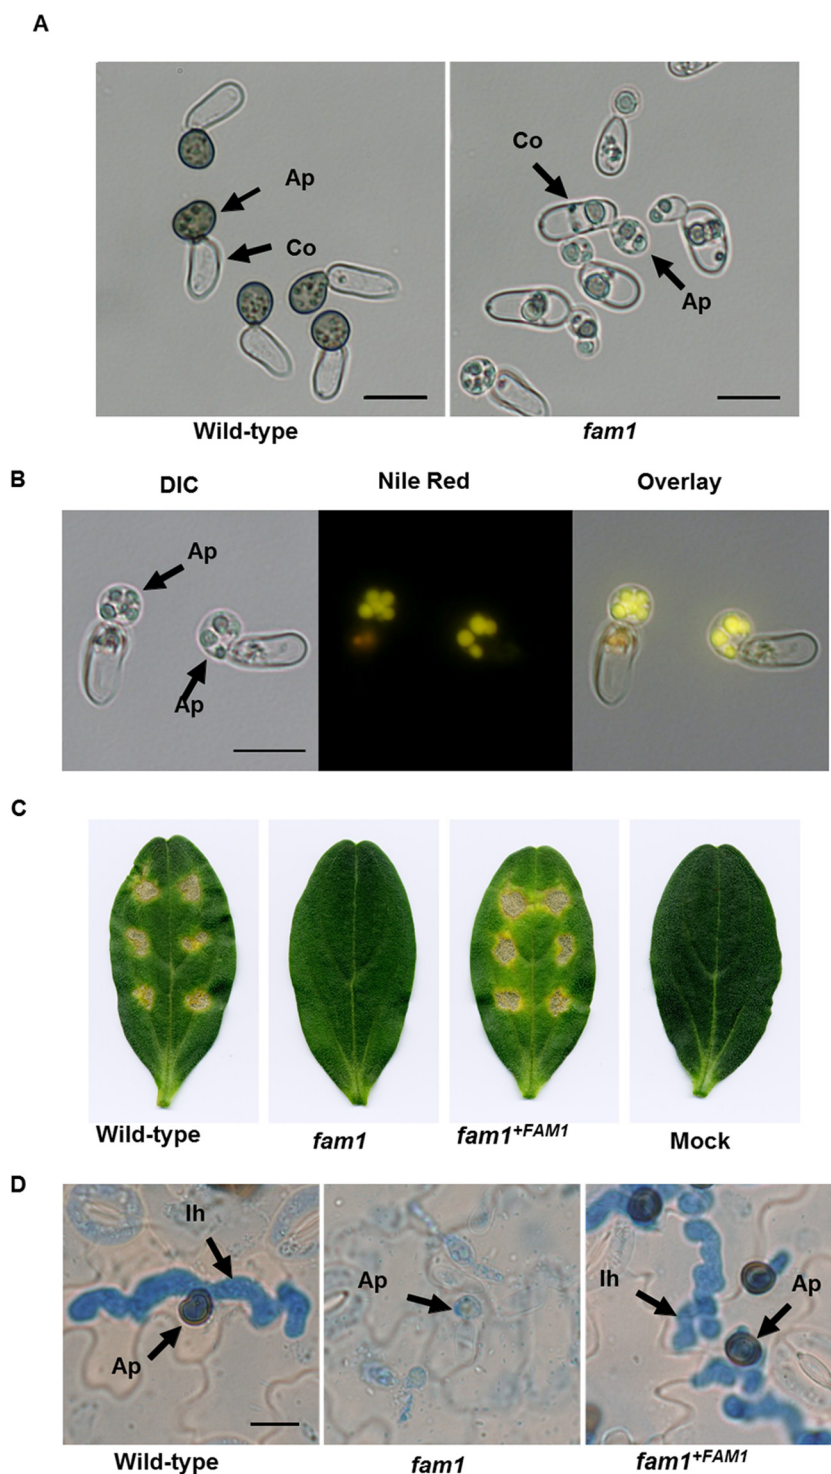 A
Ap
Co
Co
Ap
Wild-type
fam1
B
DIC
Nile Red
Overlay
Ap
Ap
C
Wild-type
fam1
fam1+FAM1
Mock
D
Ih
Ap
Ap
Ih
Ap
Wild-type
fam1
fam1+FAM1